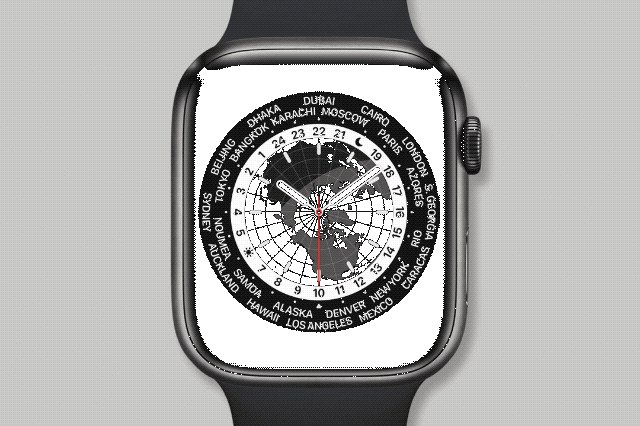 DUBAI
MOSCOW
CAIRO
PARIS
LONDON
AZORES
S. GEORGIA
RIO
CARACAS
NEW YORK
MEXICO
DENVER
LOS ANGELES
ALASKA
HAWAII
SAMOA
AUCKLAND
NOUMEA
SYDNEY
TOKYO
BEIJING
BANGKOK
DHAKA
KARACHI
22
21
19
18
17
16
15
14
13
12
11
10
9
8
7
5
4
3
2
1
24
23